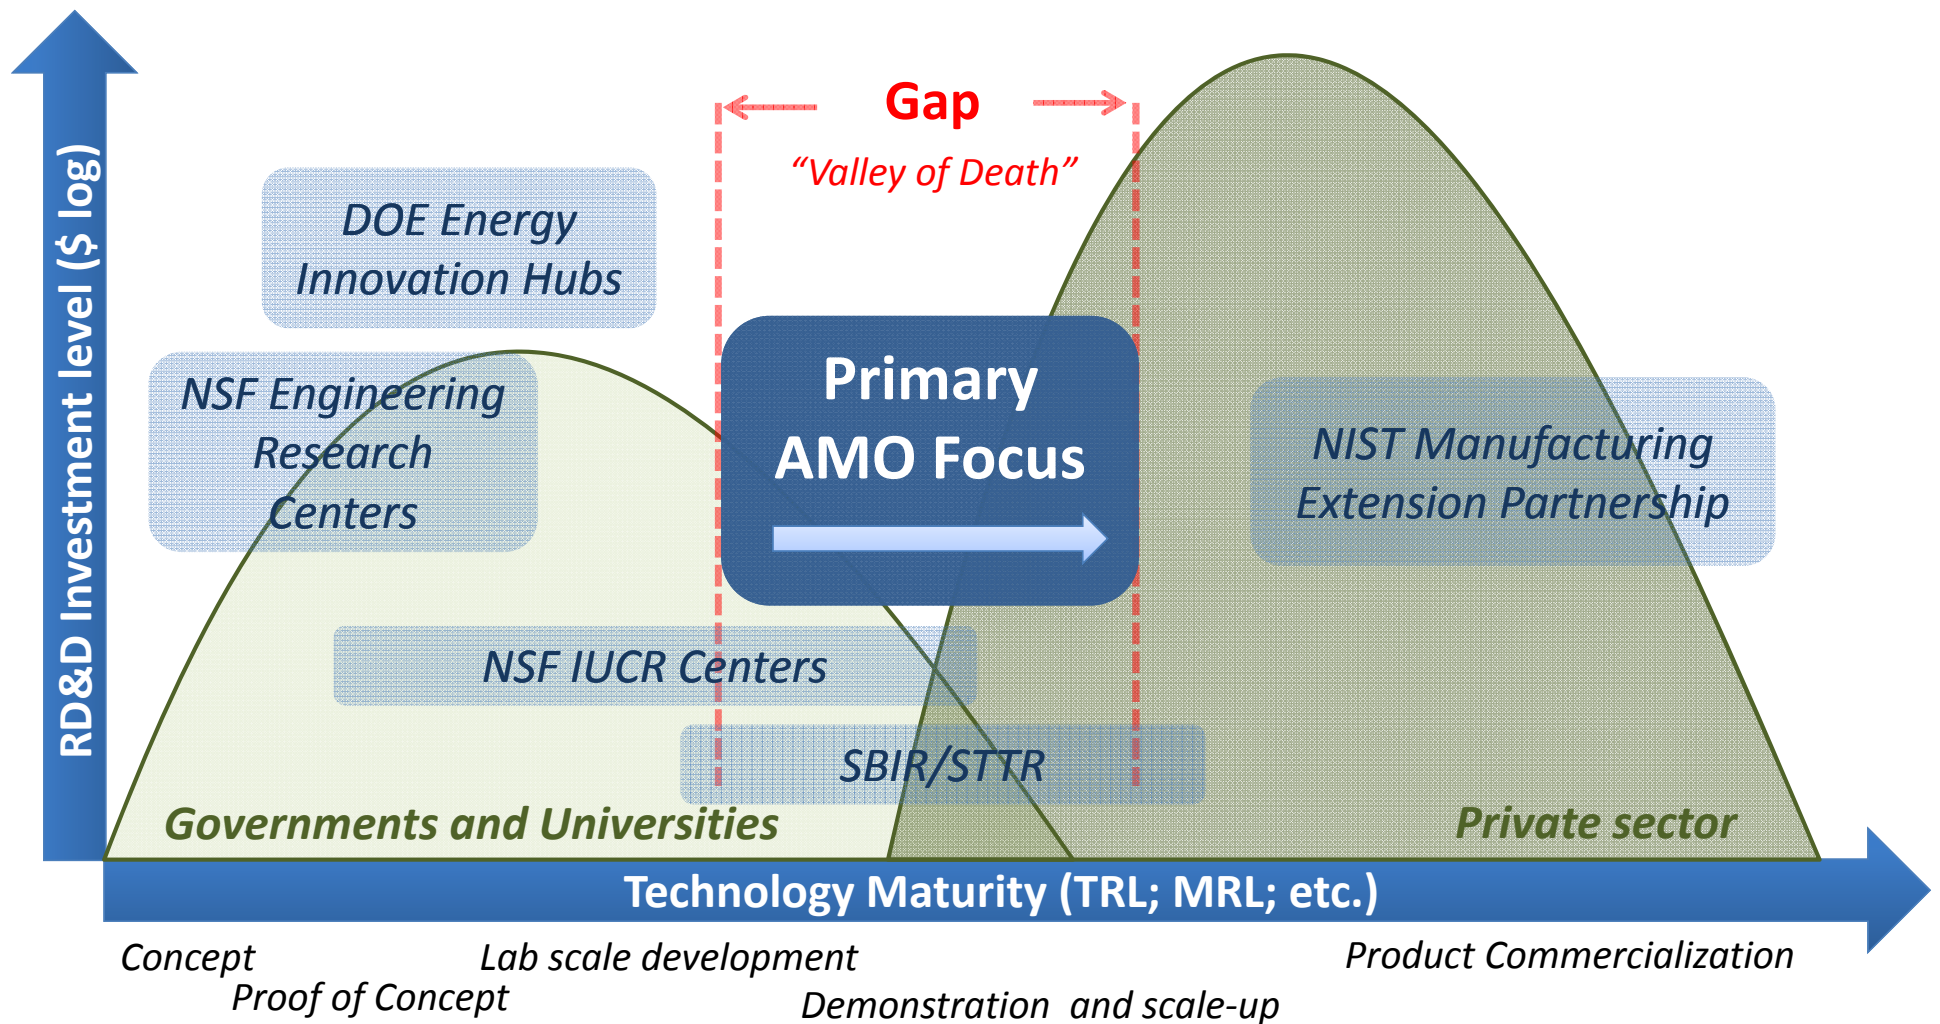 RD&D Investment level ($ log)
Gap
“Valley of Death”
DOE Energy
Innovation Hubs
NSF Engineering
Research
Centers
Primary
AMO Focus
NIST Manufacturing
Extension Partnership
NSF IUCR Centers
SBIR/STTR
Governments and Universities
Private sector
Technology Maturity (TRL; MRL; etc.)
Concept
Proof of Concept
Lab scale development
Demonstration and scale-up
Product Commercialization